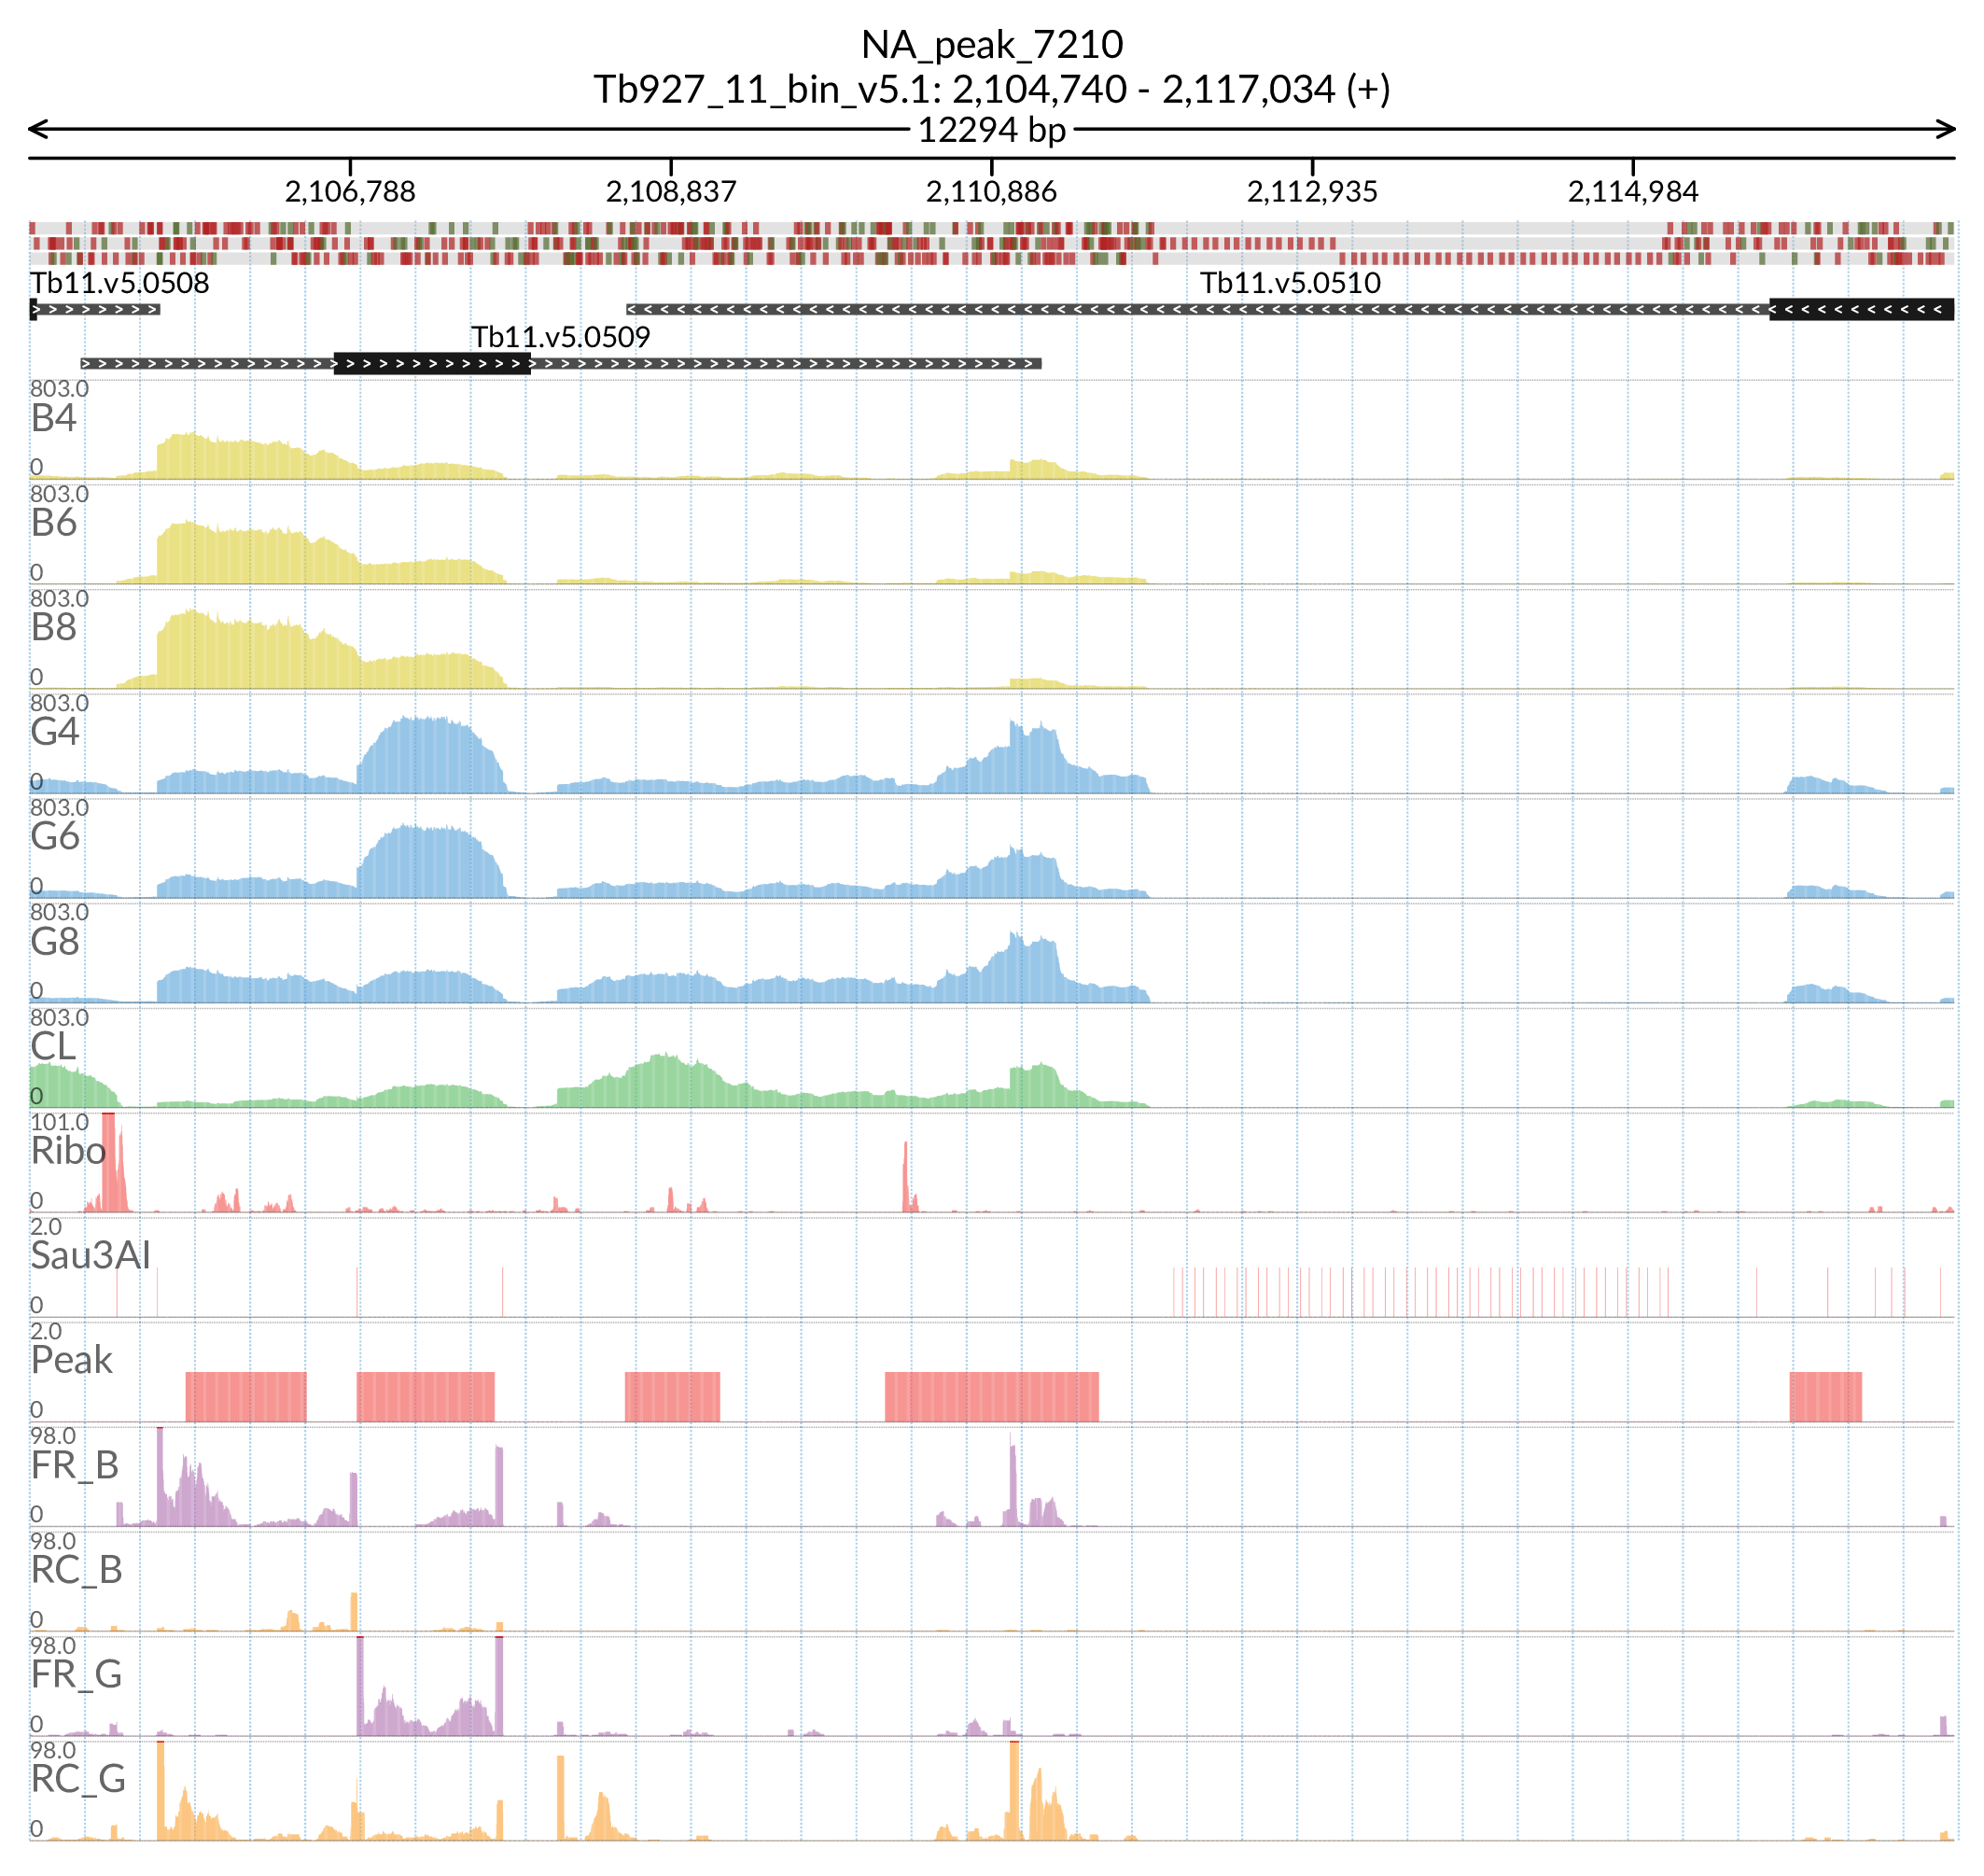 NA_peak_7210
Tb927_11_bin_v5.1: 2,104,740 - 2,117,034 (+)
12294 bp
2,106,788 2,108,837 2,110,886 2,112,935 2,114,984
Tb11.v5.0508 Tb11.v5.0510
Tb11.v5.0509
803.0
B4
0
803.0
B6
0
803.0
B8
0
803.0
G4
0
803.0
G6
0
803.0
G8
0
803.0
CL
0
101.0
Ribo
0
2.0
Sau3AI
0
2.0
Peak
0
98.0
FR_B
0
98.0
RC_B
0
98.0
FR_G
0
98.0
RC_G
0